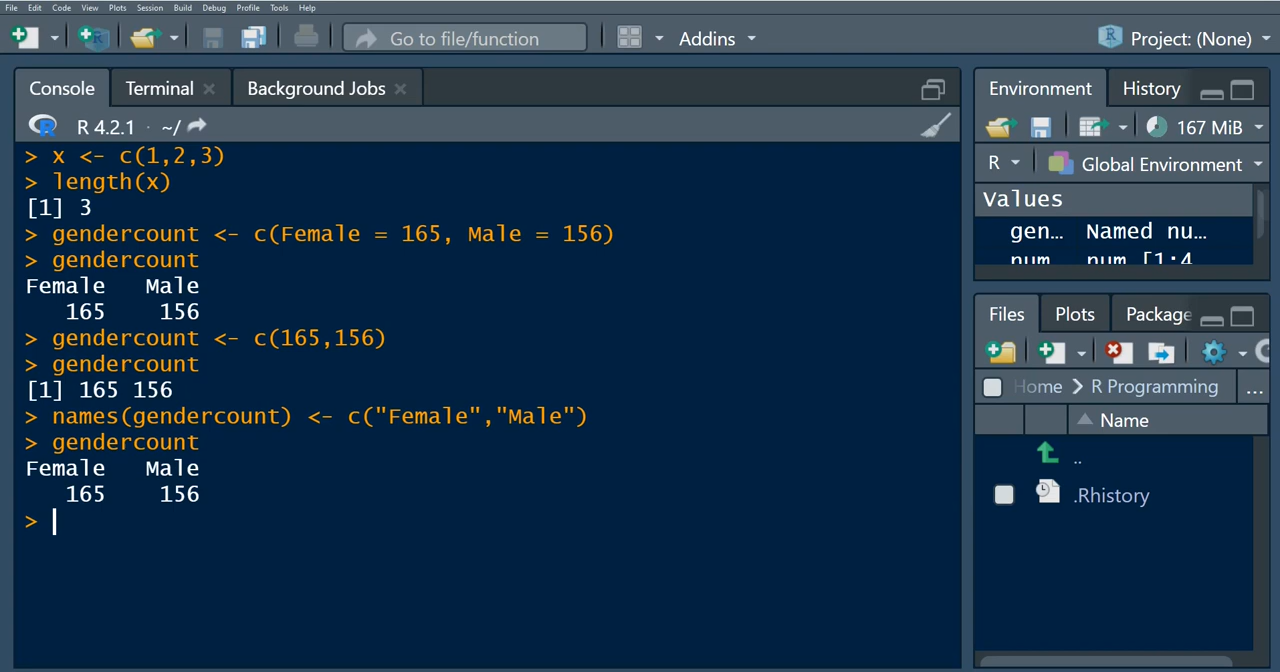 File Edit Code View Plots Session Build Debug Profile Tools Help
Go to file/function Addins R Project: (None)
Console Terminal Background Jobs
R R 4.2.1 · ~/
> x <- c(1,2,3)
> length(x)
[1] 3
> gendercount <- c(Female = 165, Male = 156)
> gendercount
Female Male
165 156
> gendercount <- c(165,156)
> gendercount
[1] 165 156
> names(gendercount) <- c("Female","Male")
> gendercount
Female Male
165 156
>
Environment History
167 MiB
R Global Environment
Values
gen… Named nu…
num num [1:4
Files Plots Package
Home R Programming …
Name
..
.Rhistory